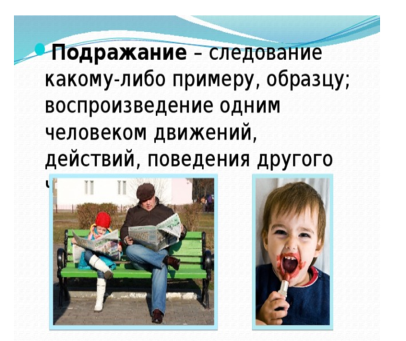 Подражание – следование
какому-либо примеру, образцу;
воспроизведение одним
человеком движений,
действий, поведения другого